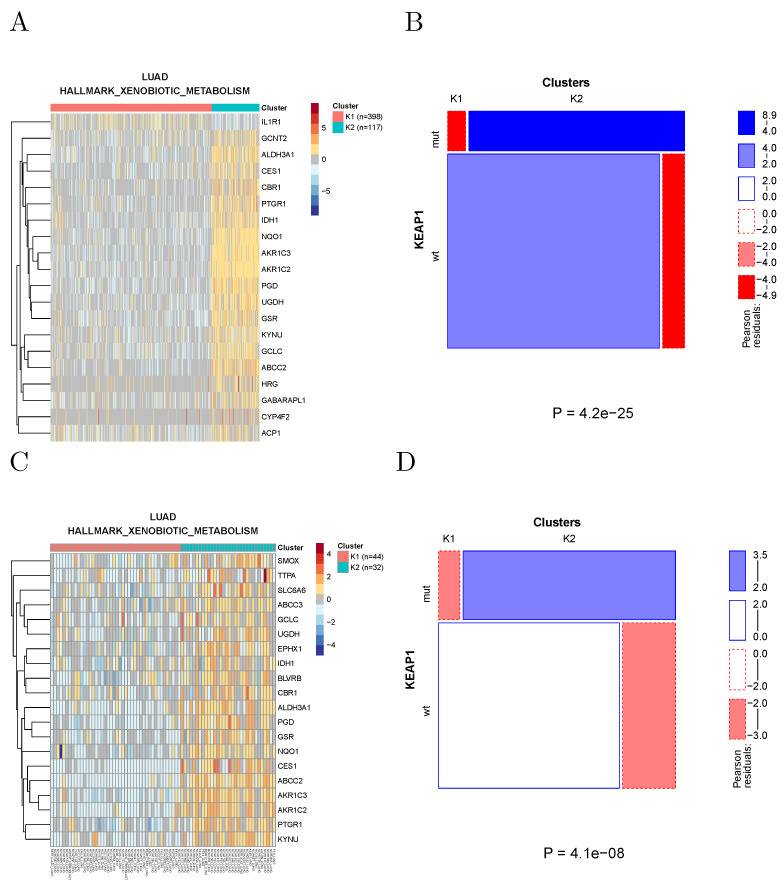 A
LUAD
HALLMARK_XENOBIOTIC_METABOLISM
Cluster
IL1R1
GCNT2
ALDH3A1
CES1
CBR1
PTGR1
IDH1
NQO1
AKR1C3
AKR1C2
PGD
UGDH
GSR
KYNU
GCLC
ABCC2
HRG
GABARAPL1
CYP4F2
ACP1
5
0
−5
Cluster
K1 (n=398)
K2 (n=117)
B
Clusters
K1
K2
mut
wt
KEAP1
8.9
4.0
4.0
2.0
2.0
0.0
0.0
−2.0
−2.0
−4.0
−4.0
−4.9
Pearson
residuals:
P = 4.2e−25
C
LUAD
HALLMARK_XENOBIOTIC_METABOLISM
Cluster
SMOX
TTPA
SLC6A6
ABCC3
GCLC
UGDH
EPHX1
IDH1
BLVRB
CBR1
ALDH3A1
PGD
GSR
NQO1
CES1
ABCC2
AKR1C3
AKR1C2
PTGR1
KYNU
4
2
0
−2
−4
Cluster
K1 (n=44)
K2 (n=32)
D
Clusters
K1
K2
mut
wt
KEAP1
3.5
2.0
2.0
0.0
0.0
−2.0
−2.0
−3.0
Pearson
residuals:
P = 4.1e−08